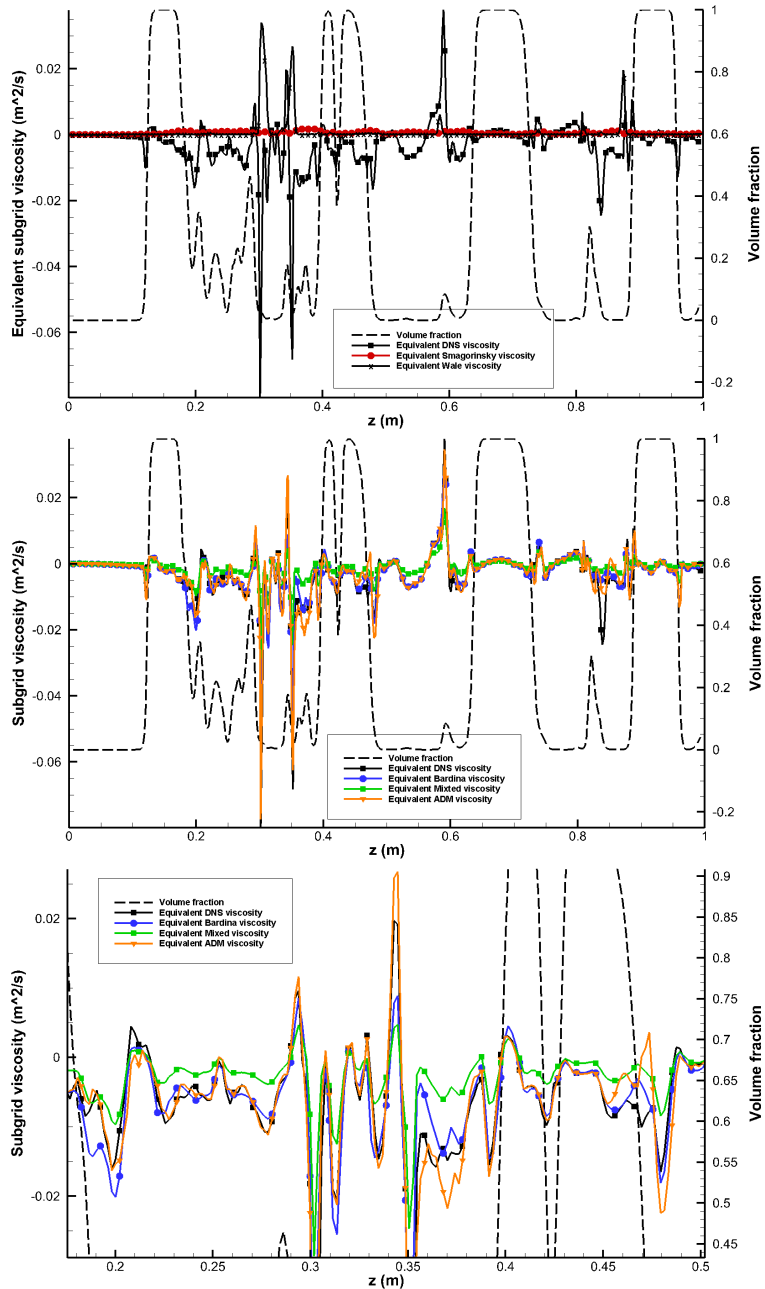 Equivalent subgrid viscosity (m^2/s)
0.02
0
-0.02
-0.04
-0.06
1
0.8
0.6
0.4
0.2
0
-0.2
Volume fraction
Volume fraction
Equivalent DNS viscosity
Equivalent Smagorinsky viscosity
Equivalent Wale viscosity
0 0.2 0.4 0.6 0.8 1
z (m)
Subgrid viscosity (m^2/s)
0.02
0
-0.02
-0.04
-0.06
1
0.8
0.6
0.4
0.2
0
-0.2
Volume fraction
Volume fraction
Equivalent DNS viscosity
Equivalent Bardina viscosity
Equivalent Mixed viscosity
Equivalent ADM viscosity
0 0.2 0.4 0.6 0.8 1
z (m)
Subgrid viscosity (m^2/s)
0.02
0
-0.02
Volume fraction
Equivalent DNS viscosity
Equivalent Bardina viscosity
Equivalent Mixed viscosity
Equivalent ADM viscosity
0.9
0.85
0.8
0.75
0.7
0.65
0.6
0.55
0.5
0.45
Volume fraction
0.2 0.25 0.3 0.35 0.4 0.45 0.5
z (m)